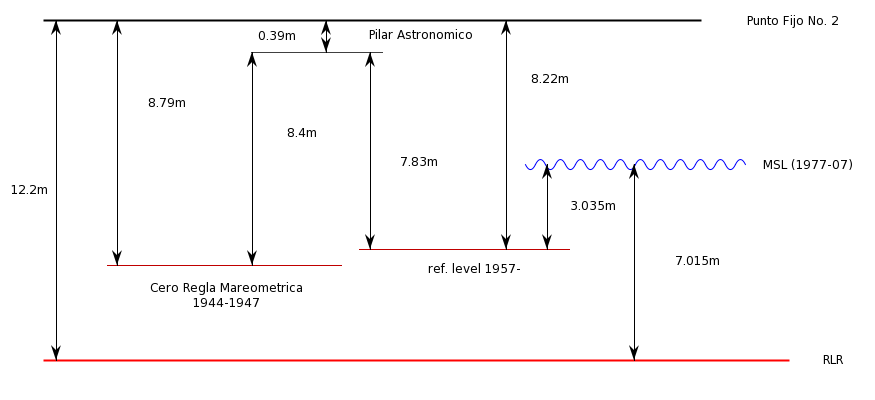 Punto Fijo No. 2
0.39m
Pilar Astronomico
8.22m
8.79m
8.4m
7.83m
MSL (1977-07)
12.2m
3.035m
7.015m
ref. level 1957-
Cero Regla Mareometrica
1944-1947
RLR